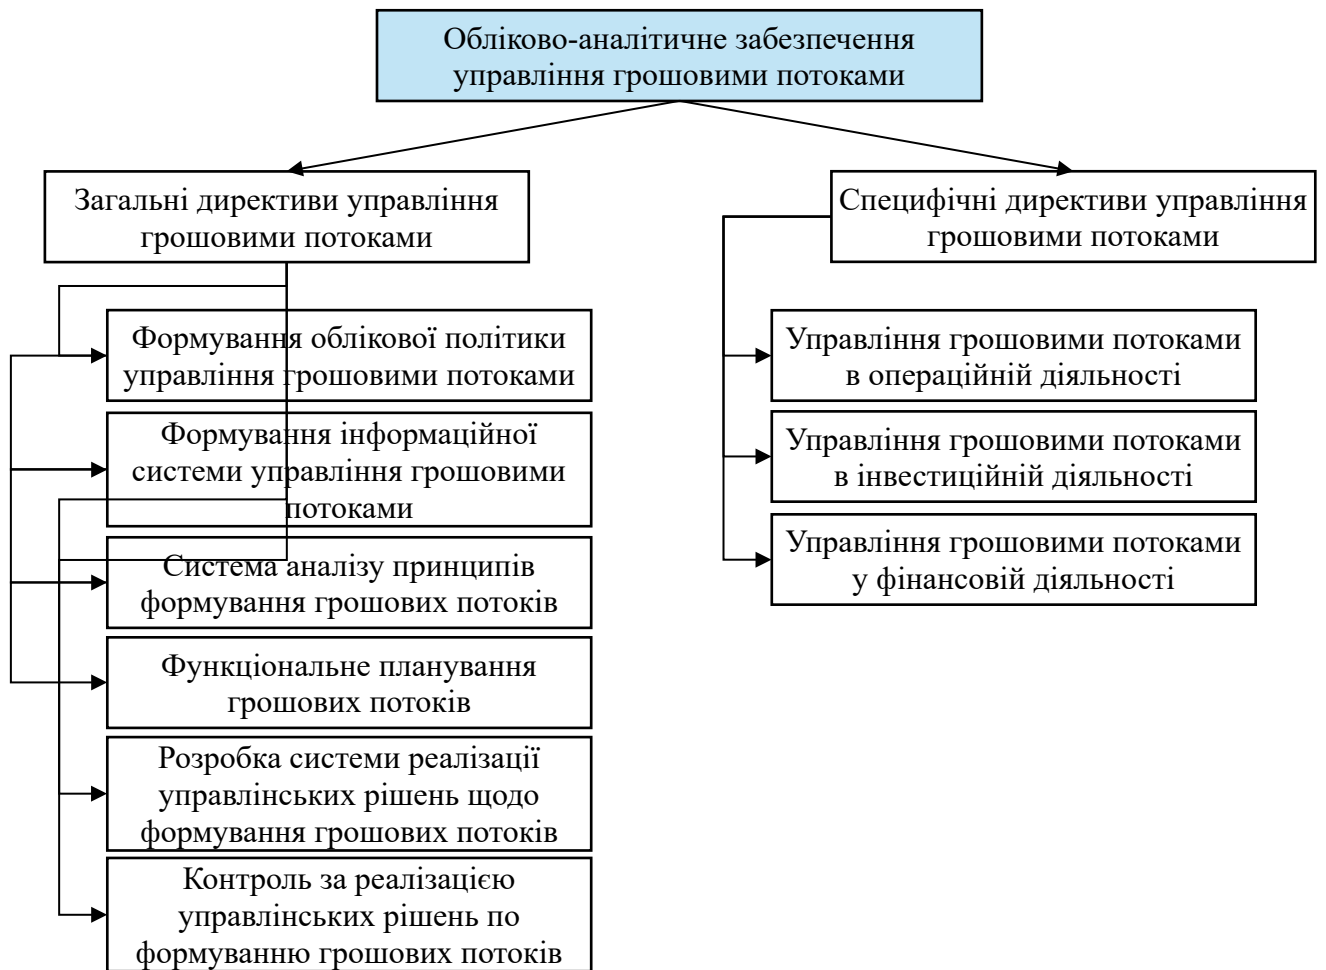 Обліково-аналітичне забезпечення
управління грошовими потоками
Загальні директиви управління
грошовими потоками
Специфічні директиви управління
грошовими потоками
Формування облікової політики
управління грошовими потоками
Формування інформаційної
системи управління грошовими
потоками
Система аналізу принципів
формування грошових потоків
Функціональне планування
грошових потоків
Розробка системи реалізації
управлінських рішень щодо
формування грошових потоків
Контроль за реалізацією
управлінських рішень по
формуванню грошових потоків
Управління грошовими потоками
в операційній діяльності
Управління грошовими потоками
в інвестиційній діяльності
Управління грошовими потоками
у фінансовій діяльності